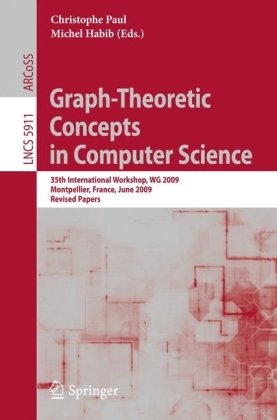 Christophe Paul
Michel Habib (Eds.)
LNCS 5911
ARCoSS
Graph-Theoretic
Concepts
in Computer Science
35th International Workshop, WG 2009
Montpellier, France, June 2009
Revised Papers
Springer